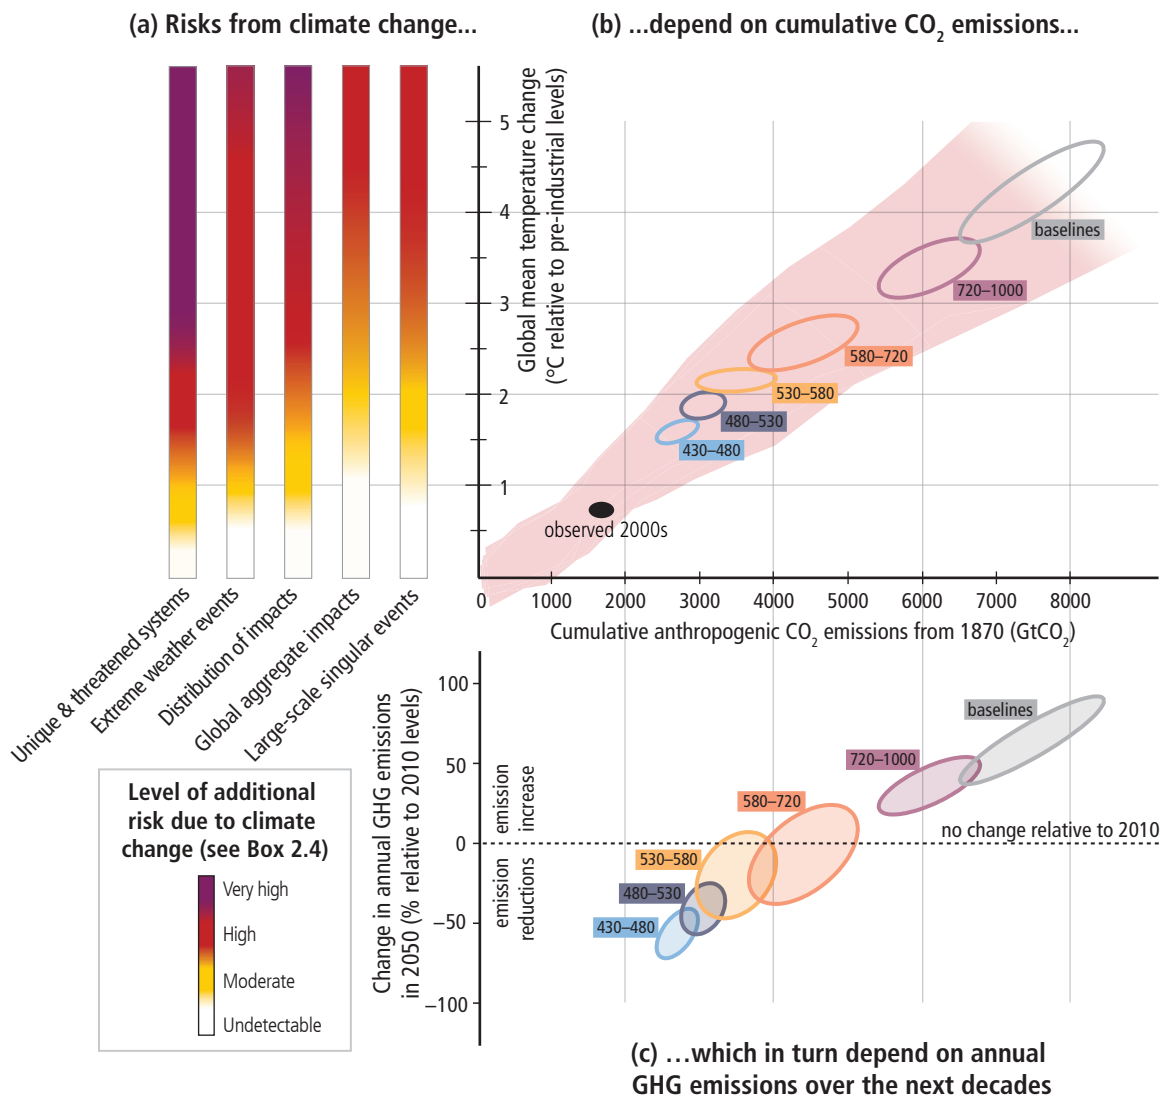 (a) Risks from climate change...
(b) ...depend on cumulative CO₂ emissions...
Global mean temperature change
(°C relative to pre-industrial levels)
5
4
3
2
1
baselines
720–1000
580–720
530–580
480–530
430–480
observed 2000s
0 1000 2000 3000 4000 5000 6000 7000 8000
Cumulative anthropogenic CO₂ emissions from 1870 (GtCO₂)
Unique & threatened systems
Extreme weather events
Distribution of impacts
Global aggregate impacts
Large-scale singular events
Level of additional
risk due to climate
change (see Box 2.4)
Very high
High
Moderate
Undetectable
Change in annual GHG emissions
in 2050 (% relative to 2010 levels)
100
50
0
−50
−100
emission
increase
emission
reductions
baselines
720–1000
580–720
no change relative to 2010
530–580
480–530
430–480
(c) ...which in turn depend on annual
GHG emissions over the next decades